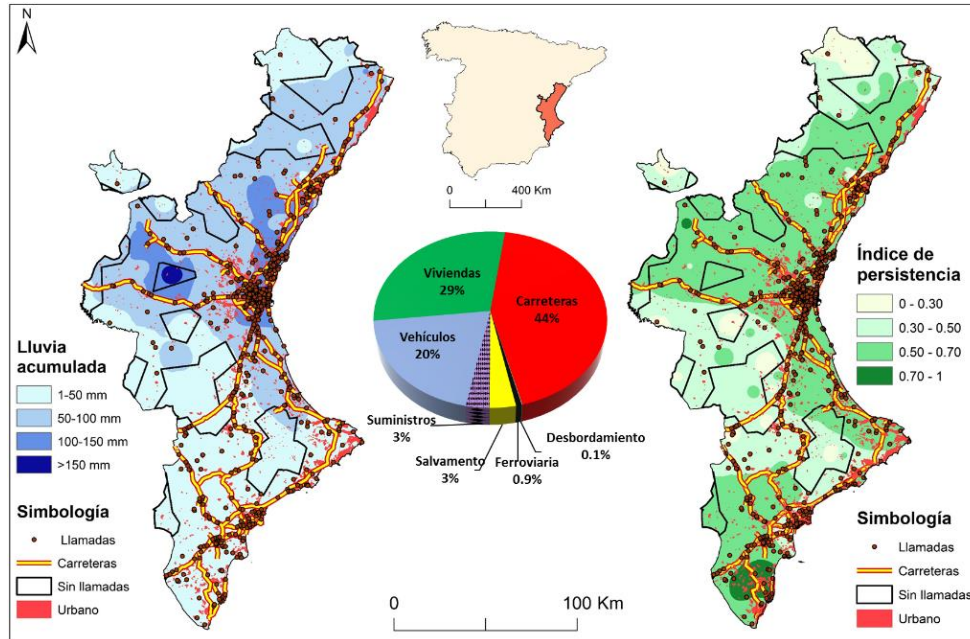 N
0 400 Km
Viviendas
29%
Carreteras
44%
Vehículos
20%
Suministros
3%
Salvamento
3%
Ferroviaria
0.9%
Desbordamiento
0.1%
Lluvia
acumulada
1-50 mm
50-100 mm
100-150 mm
>150 mm
Simbología
Llamadas
Carreteras
Sin llamadas
Urbano
0 100 Km
Índice de
persistencia
0 - 0.30
0.30 - 0.50
0.50 - 0.70
0.70 - 1
Simbología
Llamadas
Carreteras
Sin llamadas
Urbano